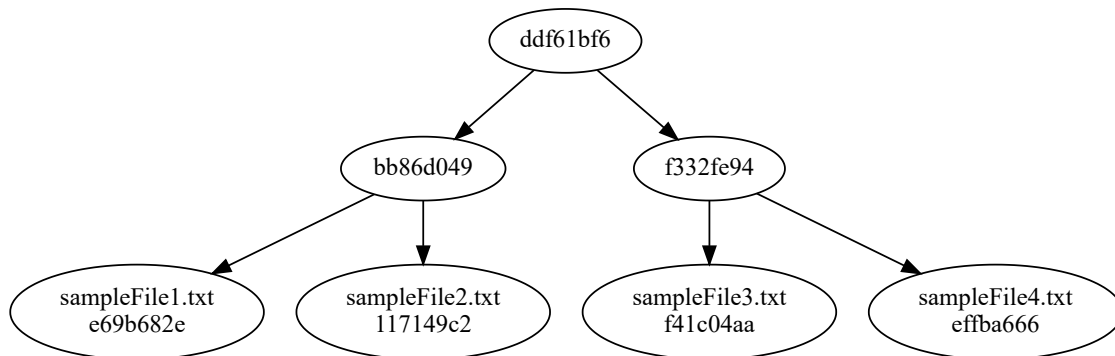 ddf61bf6
bb86d049
f332fe94
sampleFile1.txt
e69b682e
sampleFile2.txt
117149c2
sampleFile3.txt
f41c04aa
sampleFile4.txt
effba666